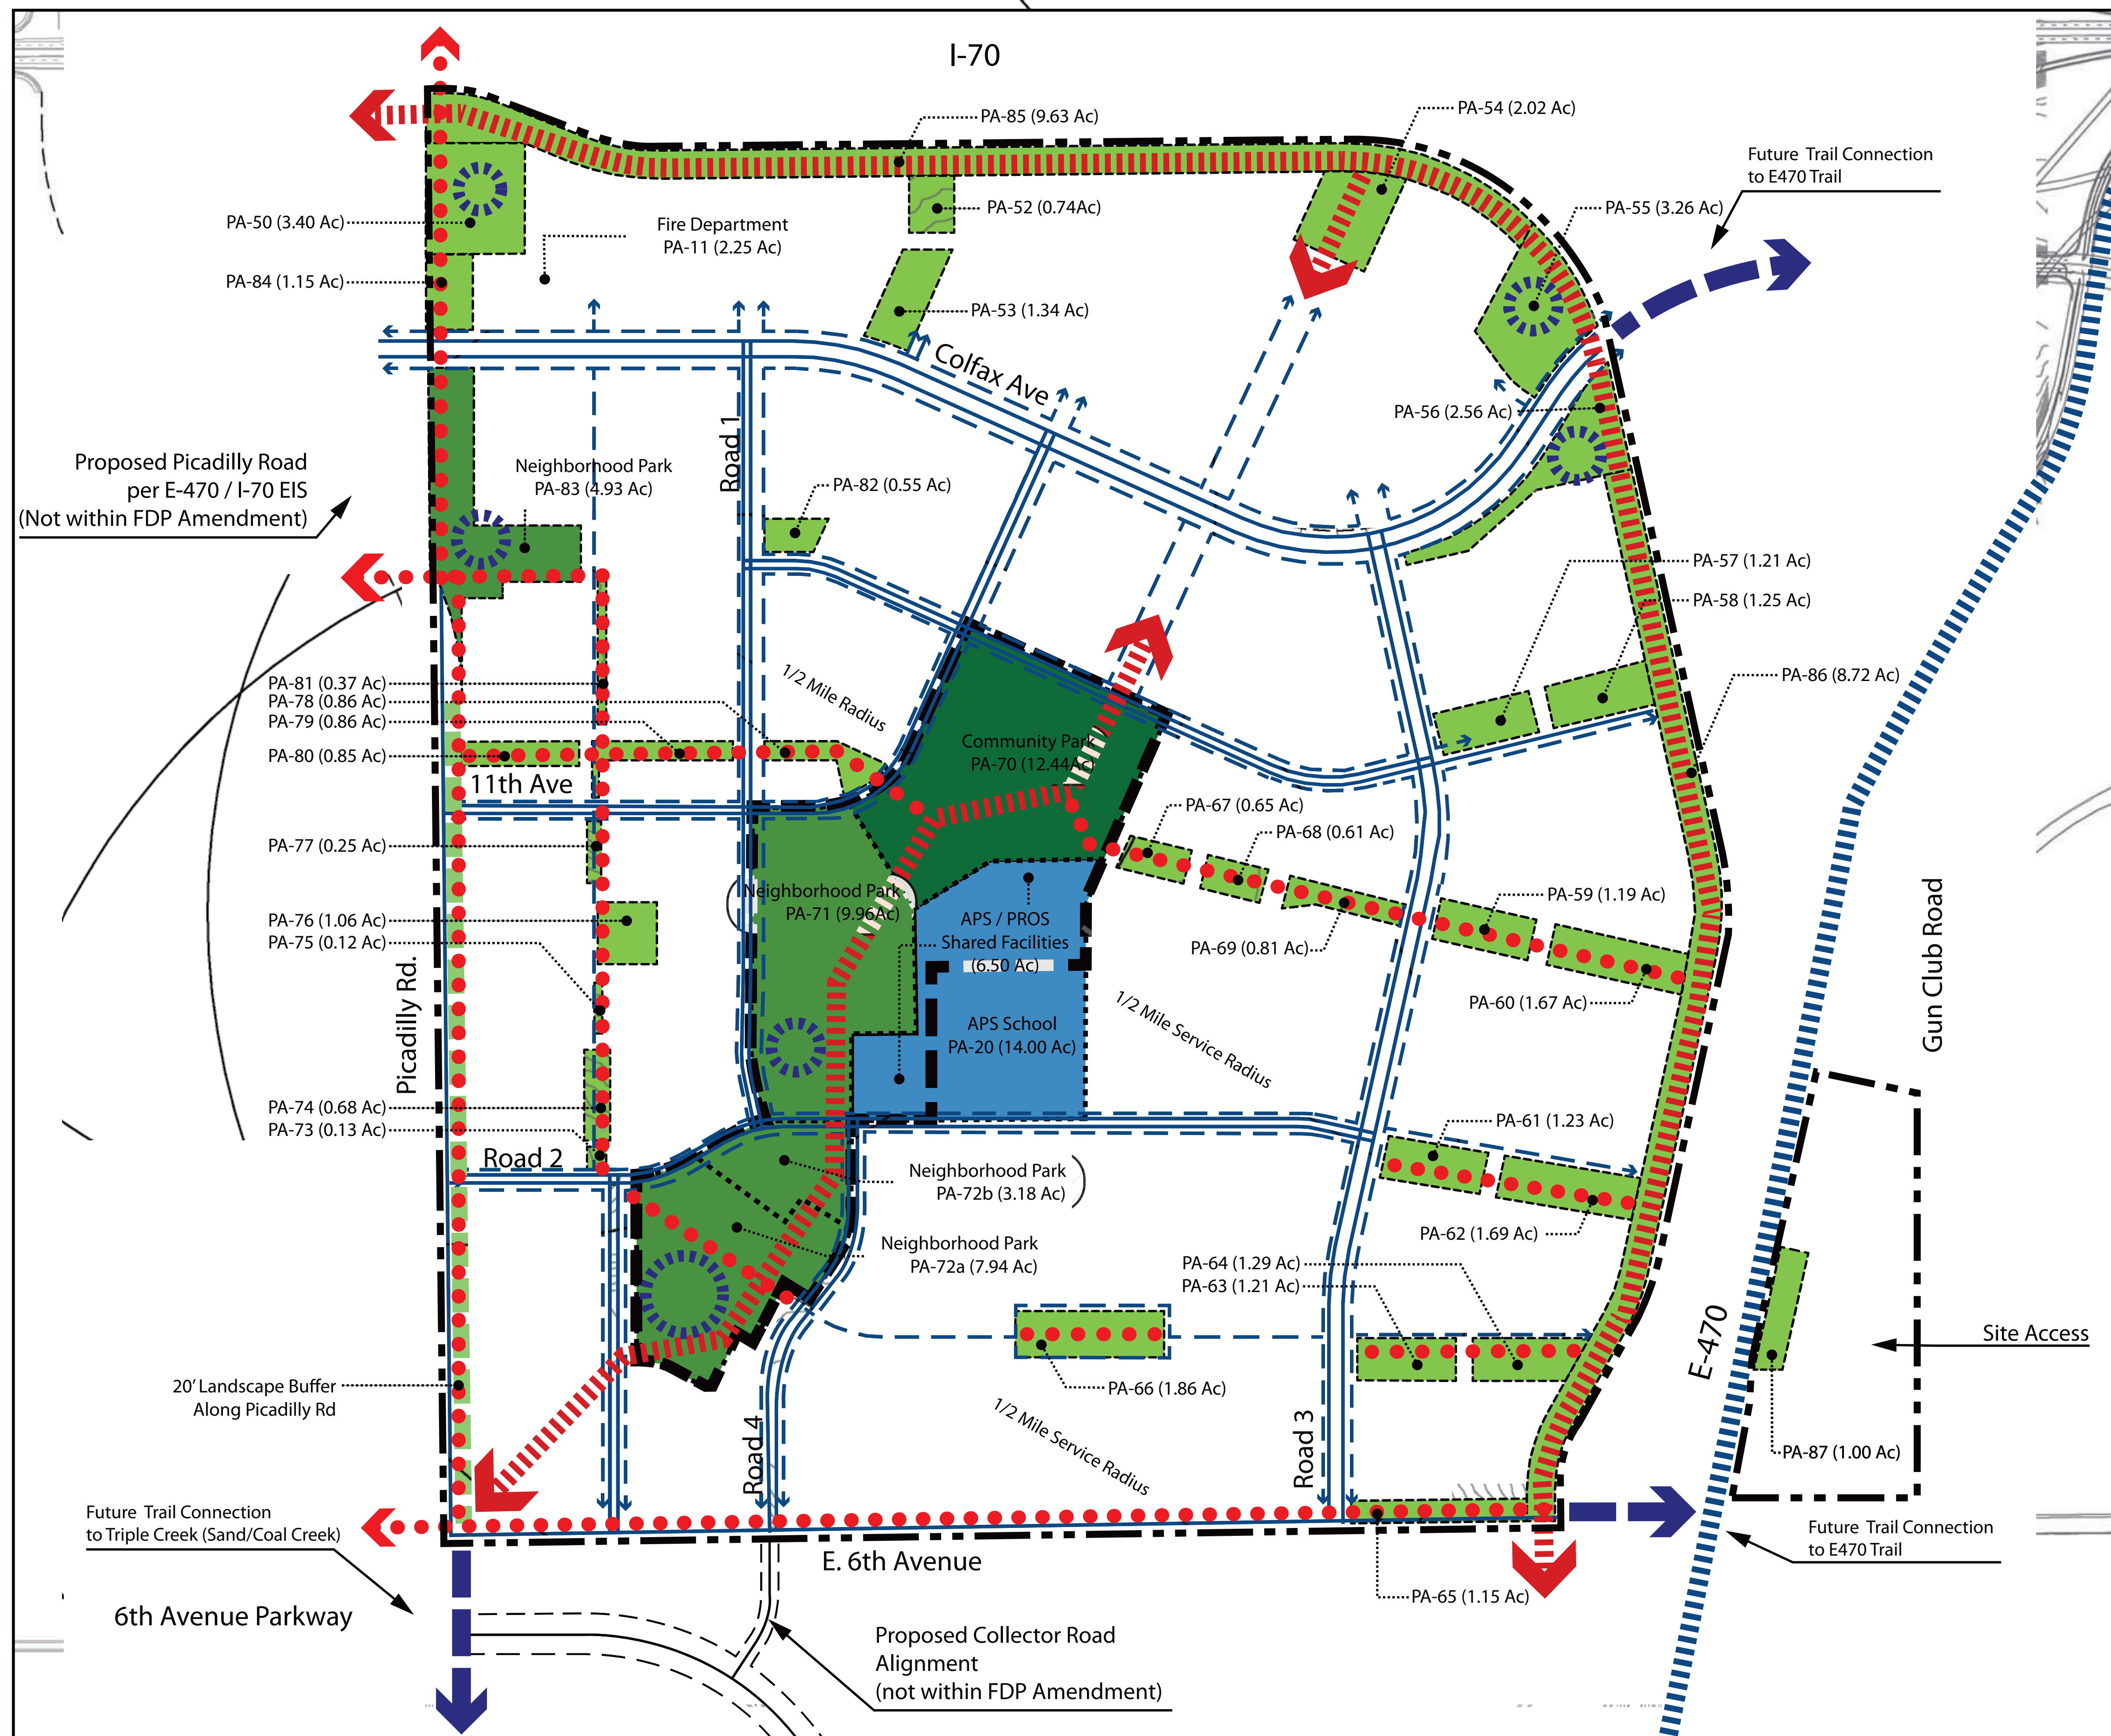 I-70
PA-85 (9.63 Ac)
PA-54 (2.02 Ac)
Future Trail Connection
to E470 Trail
PA-50 (3.40 Ac)
Fire Department
PA-11 (2.25 Ac)
PA-52 (0.74Ac)
PA-55 (3.26 Ac)
PA-84 (1.15 Ac)
PA-53 (1.34 Ac)
Colfax Ave
PA-56 (2.56 Ac)
Road 1
Proposed Picadilly Road
per E-470 / I-70 EIS
(Not within FDP Amendment)
Neighborhood Park
PA-83 (4.93 Ac)
PA-82 (0.55 Ac)
PA-57 (1.21 Ac)
PA-58 (1.25 Ac)
PA-81 (0.37 Ac)
PA-78 (0.86 Ac)
PA-79 (0.86 Ac)
PA-80 (0.85 Ac)
1/2 Mile Radius
PA-86 (8.72 Ac)
Community Park
PA-70 (12.44Ac)
11th Ave
PA-77 (0.25 Ac)
PA-67 (0.65 Ac)
PA-68 (0.61 Ac)
PA-76 (1.06 Ac)
PA-75 (0.12 Ac)
Neighborhood Park
PA-71 (9.96Ac)
APS / PROS
Shared Facilities
(6.50 Ac)
PA-59 (1.19 Ac)
PA-69 (0.81 Ac)
PA-60 (1.67 Ac)
Gun Club Road
Picadilly Rd.
APS School
PA-20 (14.00 Ac)
1/2 Mile Service Radius
PA-74 (0.68 Ac)
PA-73 (0.13 Ac)
Road 2
PA-61 (1.23 Ac)
Neighborhood Park
PA-72b (3.18 Ac)
PA-62 (1.69 Ac)
Neighborhood Park
PA-72a (7.94 Ac)
PA-64 (1.29 Ac)
PA-63 (1.21 Ac)
E-470
Site Access
20' Landscape Buffer
Along Picadilly Rd
PA-66 (1.86 Ac)
1/2 Mile Service Radius
Road 4
Road 3
PA-87 (1.00 Ac)
Future Trail Connection
to Triple Creek (Sand/Coal Creek)
Future Trail Connection
to E470 Trail
E. 6th Avenue
PA-65 (1.15 Ac)
6th Avenue Parkway
Proposed Collector Road
Alignment
(not within FDP Amendment)